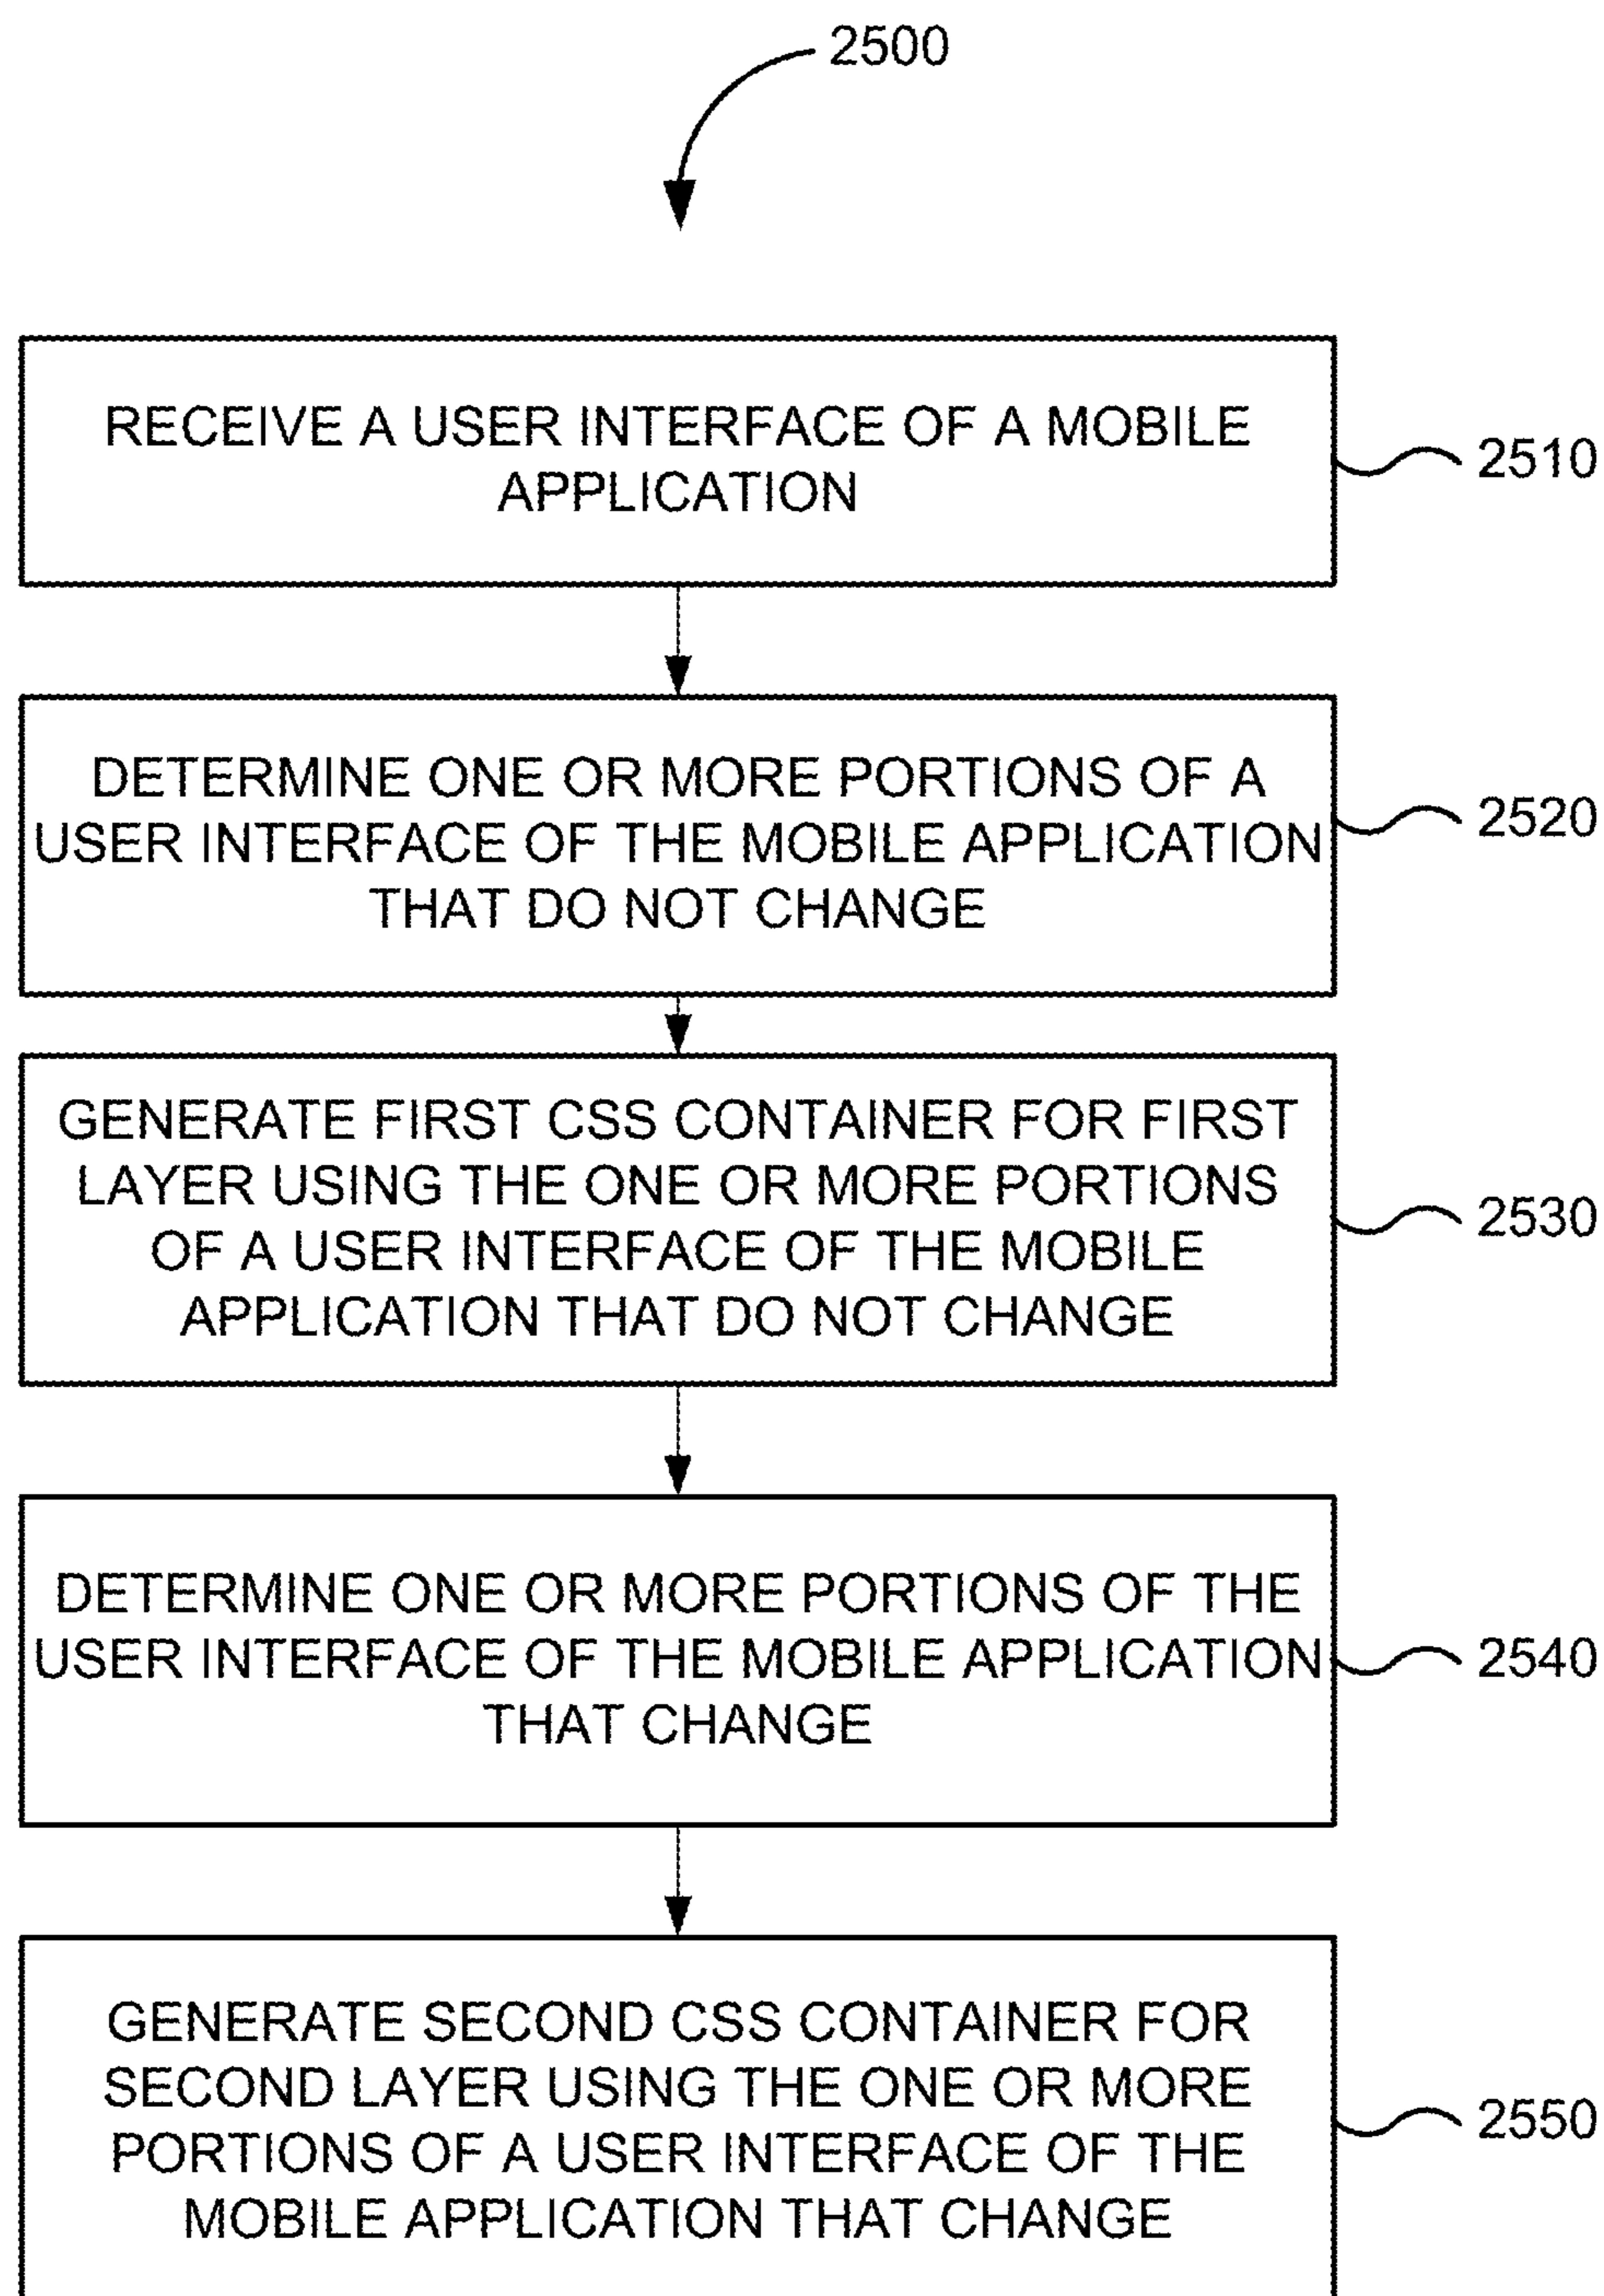 2500
RECEIVE A USER INTERFACE OF A MOBILE
APPLICATION
2510
DETERMINE ONE OR MORE PORTIONS OF A
USER INTERFACE OF THE MOBILE APPLICATION
THAT DO NOT CHANGE
2520
GENERATE FIRST CSS CONTAINER FOR FIRST
LAYER USING THE ONE OR MORE PORTIONS
OF A USER INTERFACE OF THE MOBILE
APPLICATION THAT DO NOT CHANGE
2530
DETERMINE ONE OR MORE PORTIONS OF THE
USER INTERFACE OF THE MOBILE APPLICATION
THAT CHANGE
2540
GENERATE SECOND CSS CONTAINER FOR
SECOND LAYER USING THE ONE OR MORE
PORTIONS OF A USER INTERFACE OF THE
MOBILE APPLICATION THAT CHANGE
2550